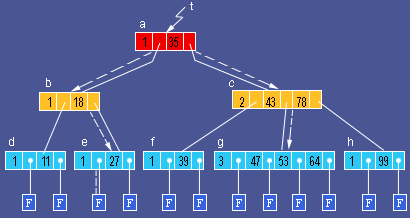 t
a
1 35
b c
1 18 2 43 78
d e f g h
1 11 1 27 1 39 3 47 53 64 1 99
F F F F F F F F F F F F